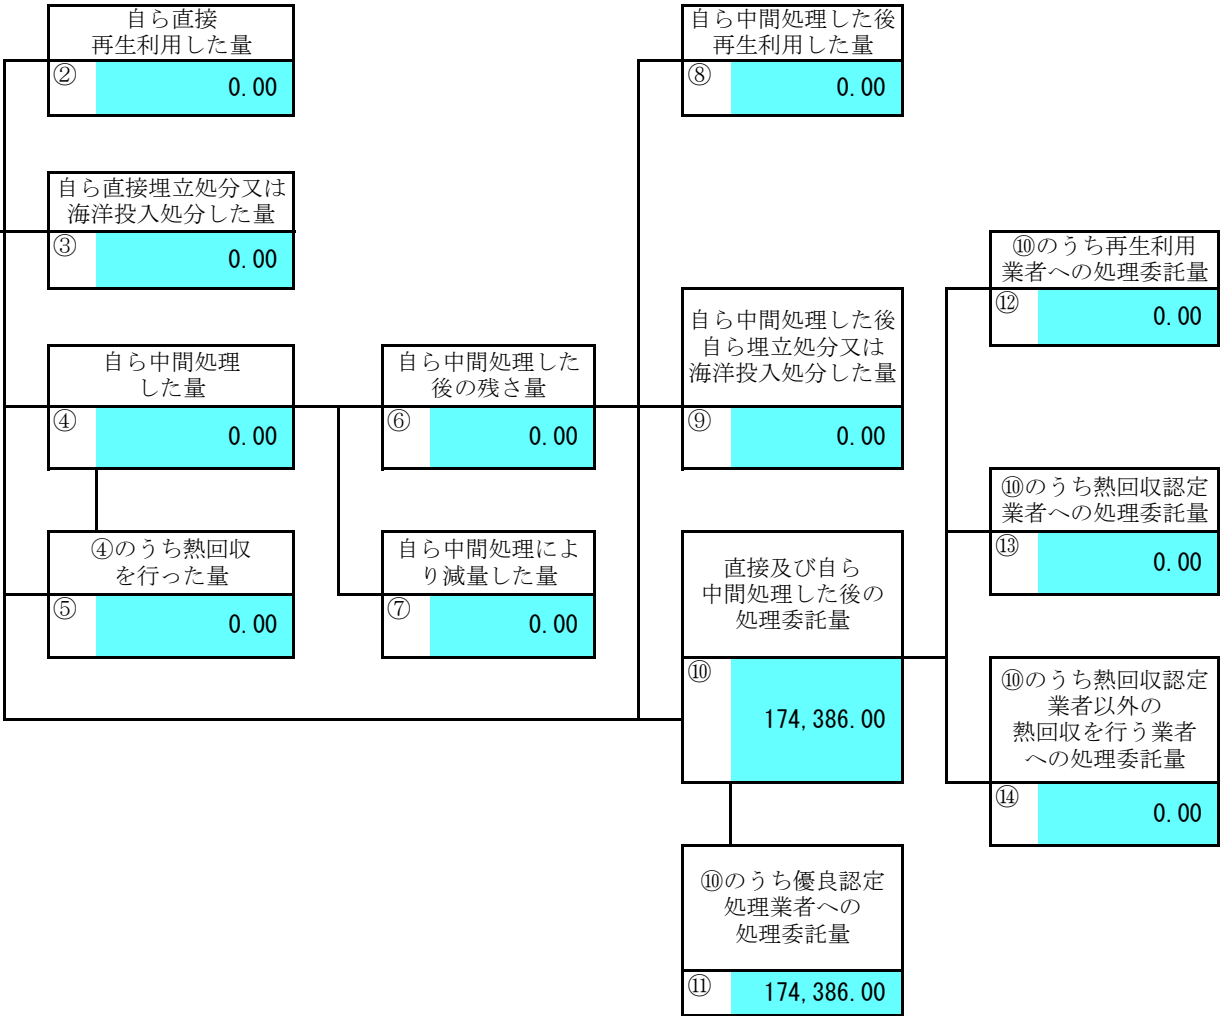 自ら直接
再生利用した量
②
0.00
自ら直接埋立処分又は
海洋投入処分した量
③
0.00
自ら中間処理
した量
④
0.00
④のうち熱回収
を行った量
⑤
0.00
自ら中間処理した
後の残さ量
⑥
0.00
自ら中間処理によ
り減量した量
⑦
0.00
自ら中間処理した後
再生利用した量
⑧
0.00
自ら中間処理した後
自ら埋立処分又は
海洋投入処分した量
⑨
0.00
直接及び自ら
中間処理した後の
処理委託量
⑩
174,386.00
⑩のうち優良認定
処理業者への
処理委託量
⑪
174,386.00
⑩のうち再生利用
業者への処理委託量
⑫
0.00
⑩のうち熱回収認定
業者への処理委託量
⑬
0.00
⑩のうち熱回収認定
業者以外の
熱回収を行う業者
への処理委託量
⑭
0.00